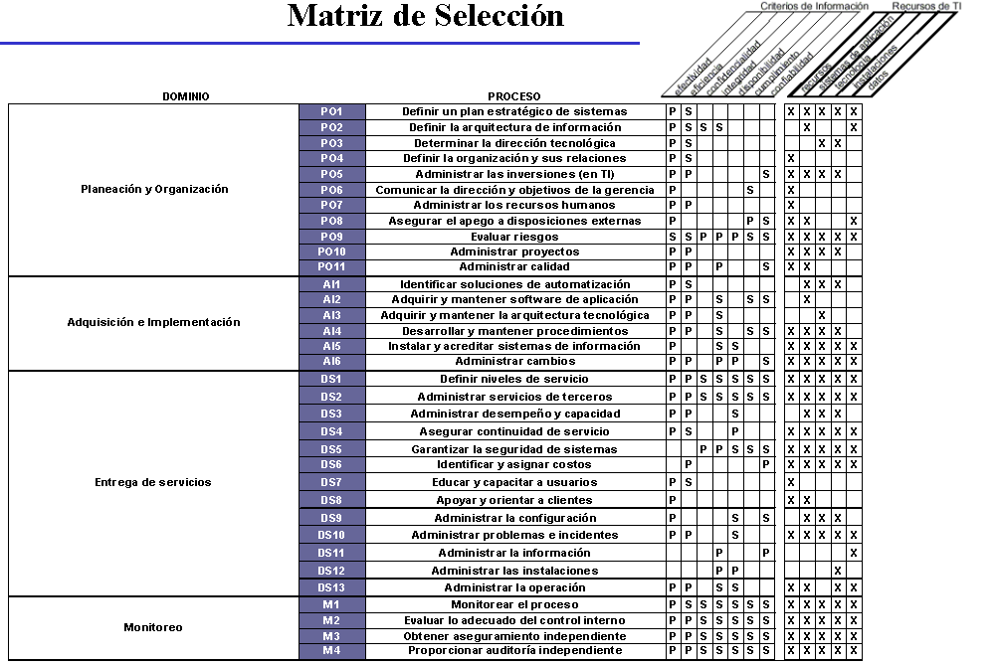 Matriz de Selección
Criterios de Información Recursos de TI
efectividad eficiencia confidencialidad integridad disponibilidad cumplimiento confiabilidad recursos sistemas de aplicación tecnología instalaciones datos
DOMINIO PROCESO
PO1 Definir un plan estratégico de sistemas P S X X X X X
PO2 Definir la arquitectura de información P S S S X X
PO3 Determinar la dirección tecnológica P S X X
PO4 Definir la organización y sus relaciones P S X
PO5 Administrar las inversiones (en TI) P P S X X X X
Planeación y Organización PO6 Comunicar la dirección y objetivos de la gerencia P S X
PO7 Administrar los recursos humanos P P X
PO8 Asegurar el apego a disposiciones externas P P S X X X
PO9 Evaluar riesgos S S P P P S S X X X X X
PO10 Administrar proyectos P P X X X X
PO11 Administrar calidad P P P S X X
AI1 Identificar soluciones de automatización P S X X X
AI2 Adquirir y mantener software de aplicación P P S S S X
Adquisición e Implementación AI3 Adquirir y mantener la arquitectura tecnológica P P S X
AI4 Desarrollar y mantener procedimientos P P S S S X X X X
AI5 Instalar y acreditar sistemas de información P S S X X X X X
AI6 Administrar cambios P P P P S X X X X X
DS1 Definir niveles de servicio P P S S S S S X X X X X
DS2 Administrar servicios de terceros P P S S S S S X X X X X
DS3 Administrar desempeño y capacidad P P S X X X
DS4 Asegurar continuidad de servicio P S P X X X X X
DS5 Garantizar la seguridad de sistemas P P S S S X X X X X
DS6 Identificar y asignar costos P P X X X X X
Entrega de servicios DS7 Educar y capacitar a usuarios P S X
DS8 Apoyar y orientar a clientes P X X
DS9 Administrar la configuración P S S X X X
DS10 Administrar problemas e incidentes P P S X X X X X
DS11 Administrar la información P P X
DS12 Administrar las instalaciones P P X
DS13 Administrar la operación P P S S X X X X
M1 Monitorear el proceso P S S S S S S X X X X X
M2 Evaluar lo adecuado del control interno P P S S S S S X X X X X
Monitoreo M3 Obtener aseguramiento independiente P P S S S S S X X X X X
M4 Proporcionar auditoría independiente P P S S S S S X X X X X